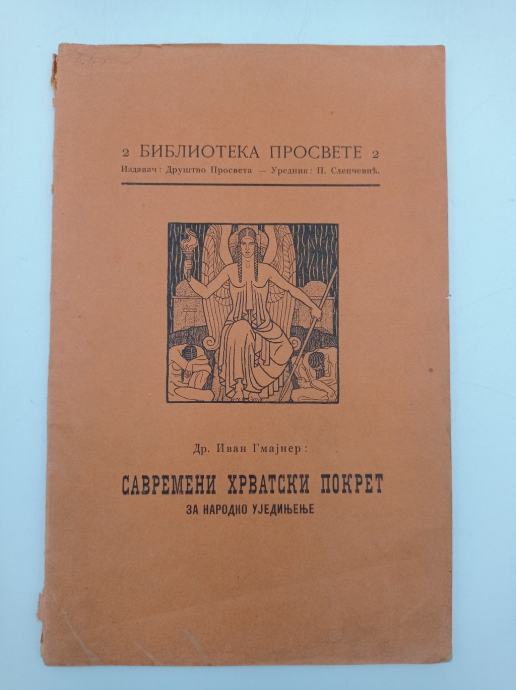 2 БИБЛИОТЕКА ПРОСВЕТЕ 2
Издавач: Друштво Просвета — Уредник: П. Слепчевић.
Др. Иван Гмајнер:
САВРЕМЕНИ ХРВАТСКИ ПОКРЕТ
ЗА НАРОДНО УЈЕДИЊЕЊЕ